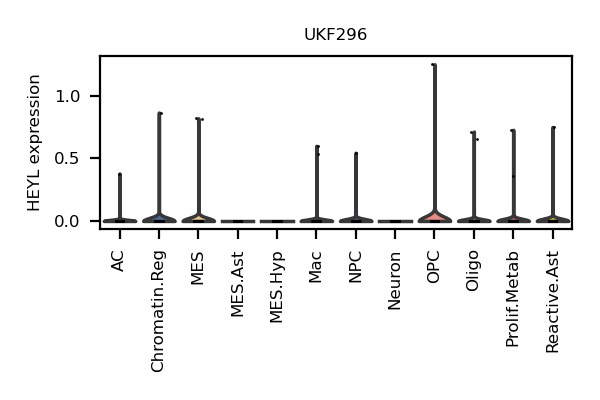 UKF296
HEYL expression
1.0
0.5
0.0
AC
Chromatin.Reg
MES
MES.Ast
MES.Hyp
Mac
NPC
Neuron
OPC
Oligo
Prolif.Metab
Reactive.Ast